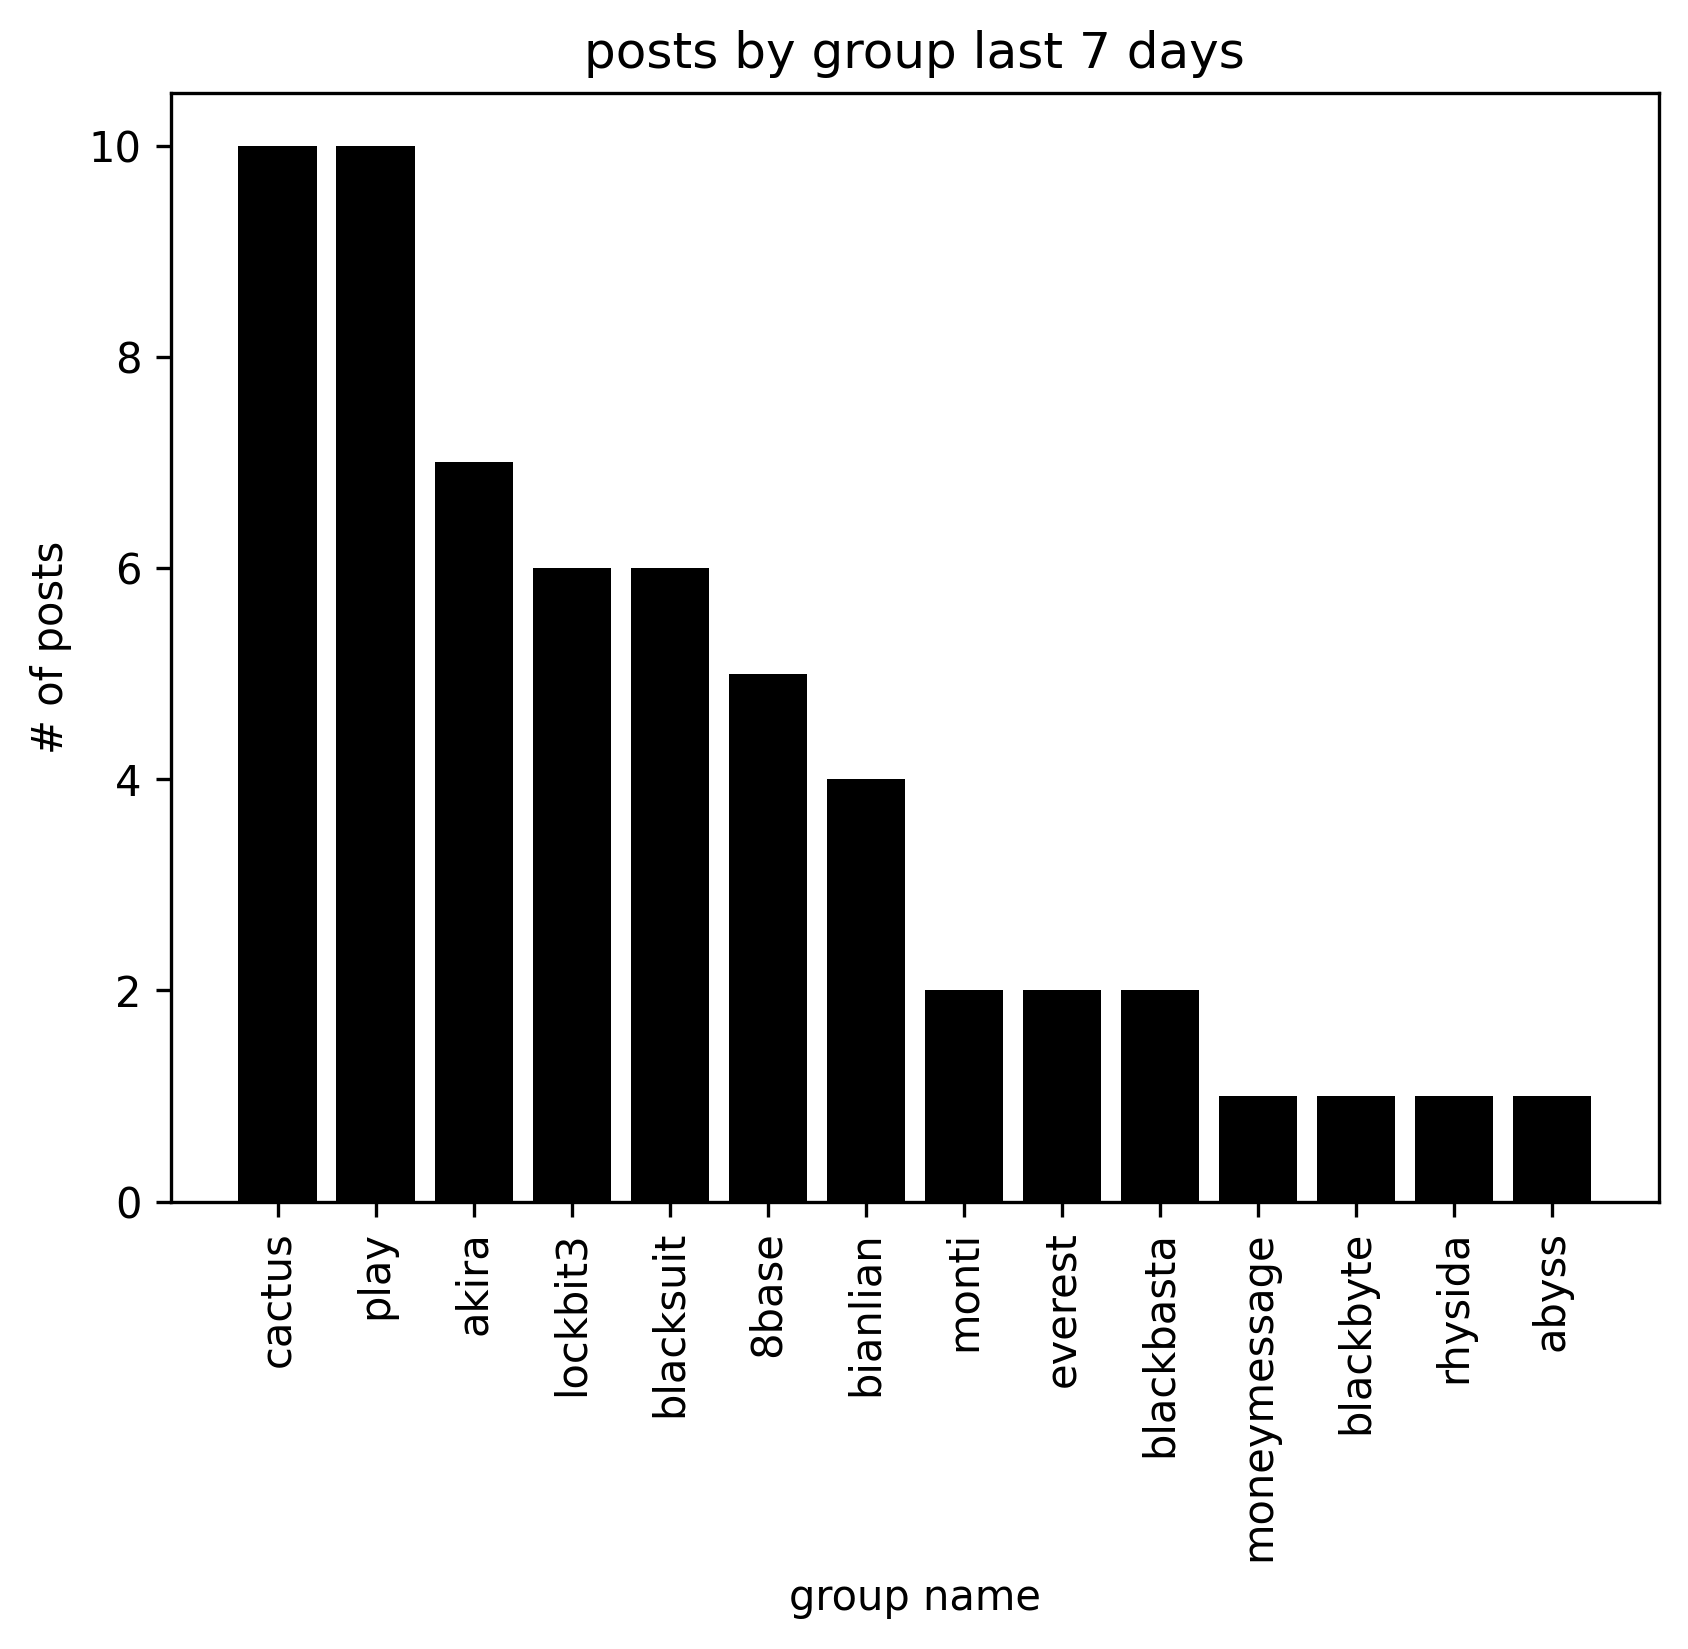 posts by group last 7 days
# of posts
10
8
6
4
2
0
cactus
play
akira
lockbit3
blacksuit
8base
bianlian
monti
everest
blackbasta
moneymessage
blackbyte
rhysida
abyss
group name